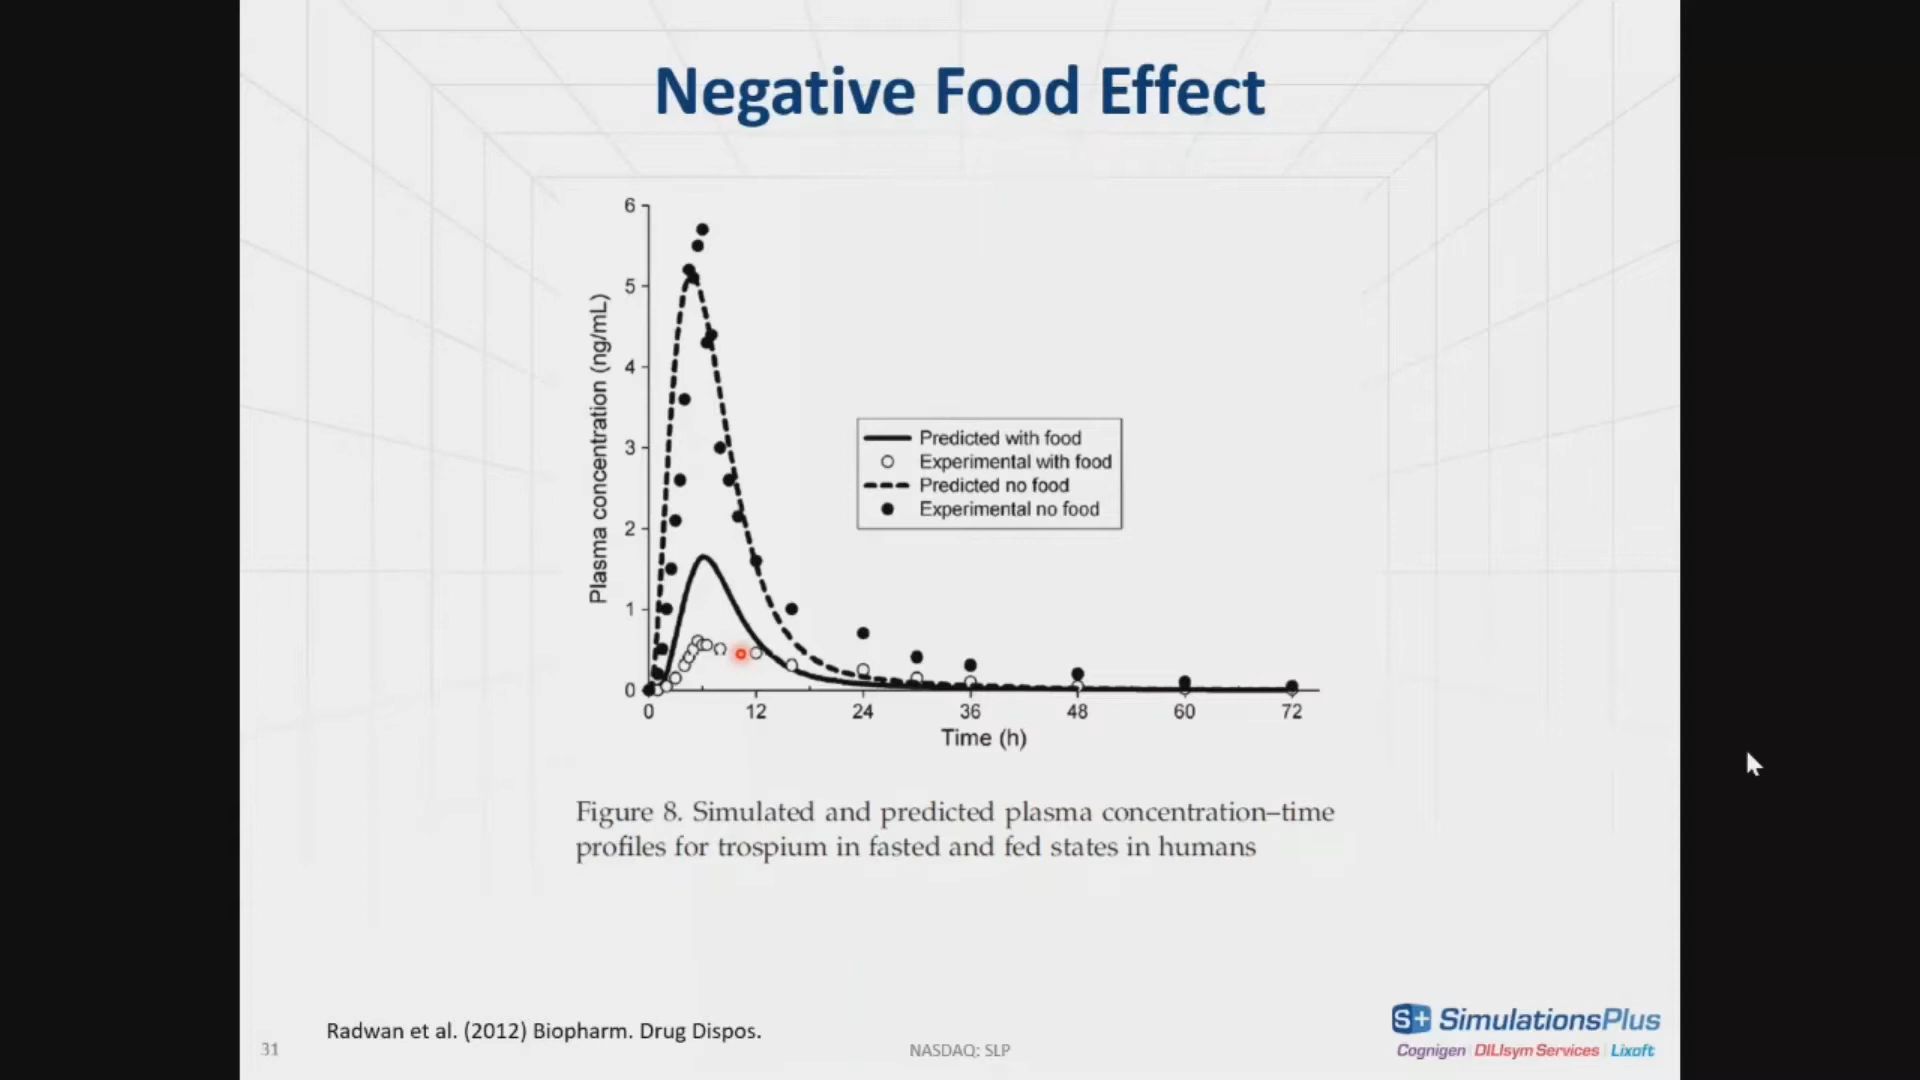 Negative Food Effect
6
5
4
3
2
1
0
Plasma concentration (ng/mL)
Predicted with food
Experimental with food
Predicted no food
Experimental no food
0 12 24 36 48 60 72
Time (h)
Figure 8. Simulated and predicted plasma concentration–time
profiles for trospium in fasted and fed states in humans
Radwan et al. (2012) Biopharm. Drug Dispos.
31
NASDAQ: SLP
S+ SimulationsPlus
Cognigen | DILIsym Services | Lixoft